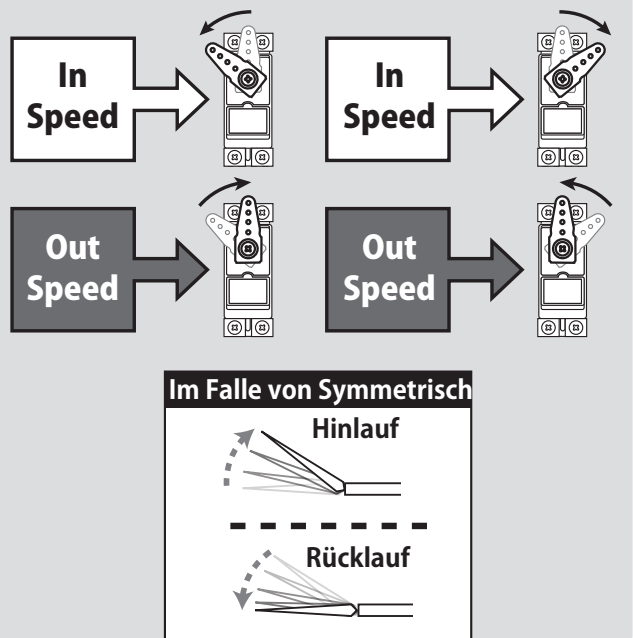 In
Speed
In
Speed
Out
Speed
Out
Speed
Im Falle von Symmetrisch
Hinlauf
Rücklauf